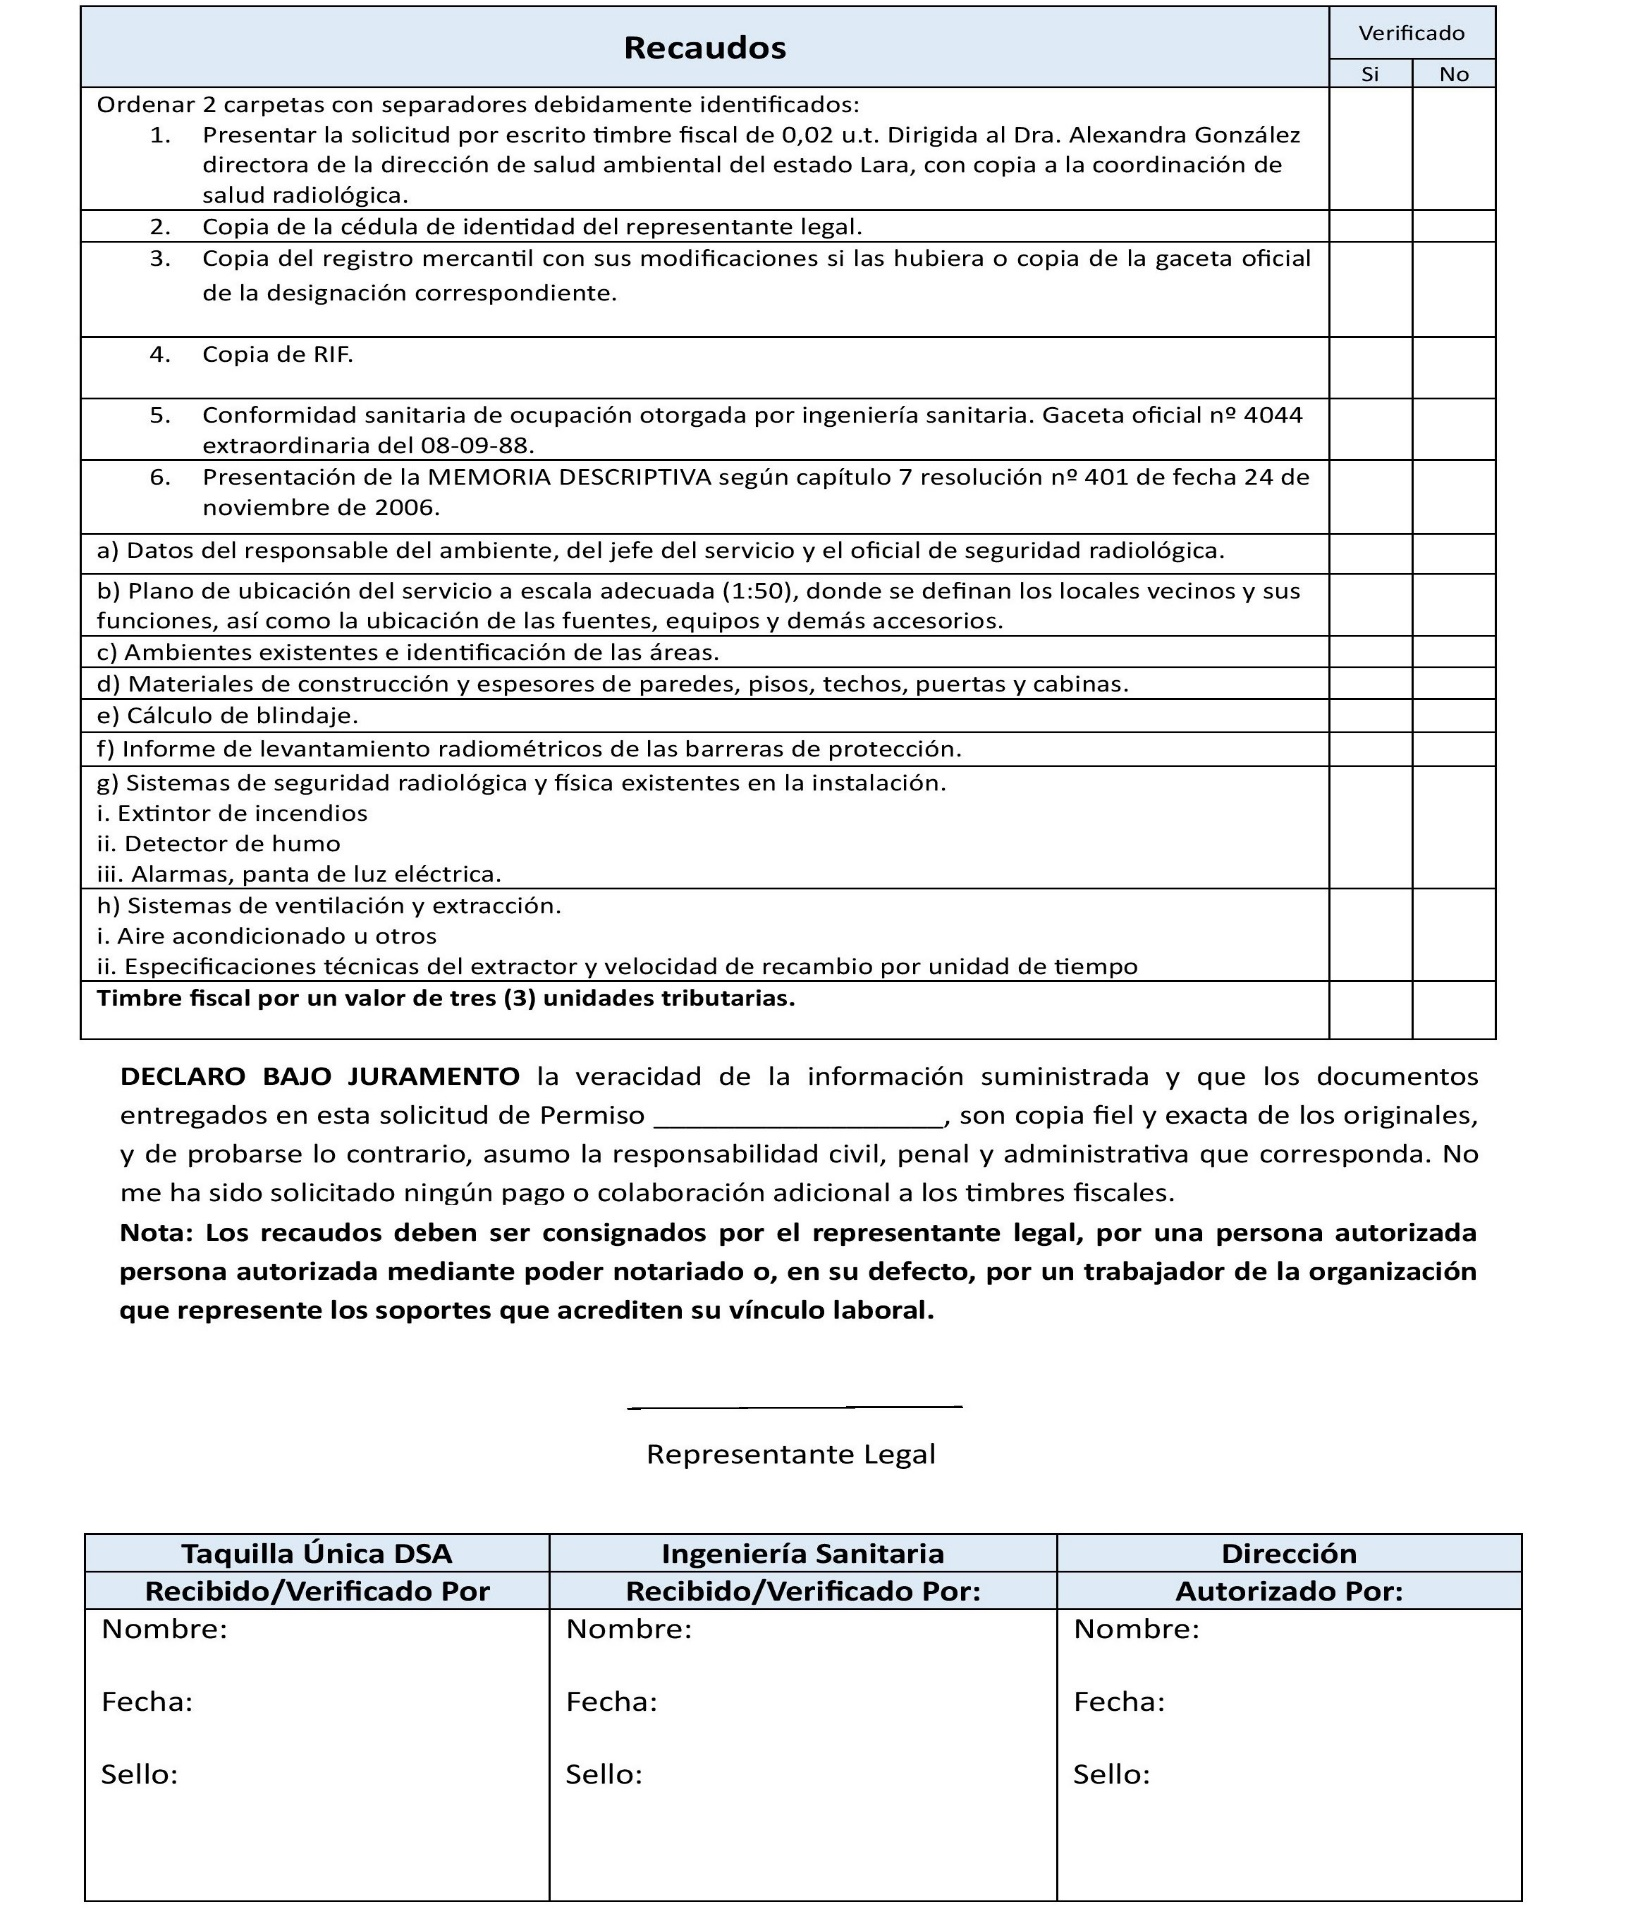 Recaudos
Verificado
Si No
Ordenar 2 carpetas con separadores debidamente identificados:
1. Presentar la solicitud por escrito timbre fiscal de 0,02 u.t. Dirigida al Dra. Alexandra González
directora de la dirección de salud ambiental del estado Lara, con copia a la coordinación de
salud radiológica.
2. Copia de la cédula de identidad del representante legal.
3. Copia del registro mercantil con sus modificaciones si las hubiera o copia de la gaceta oficial
de la designación correspondiente.
4. Copia de RIF.
5. Conformidad sanitaria de ocupación otorgada por ingeniería sanitaria. Gaceta oficial nº 4044
extraordinaria del 08-09-88.
6. Presentación de la MEMORIA DESCRIPTIVA según capítulo 7 resolución nº 401 de fecha 24 de
noviembre de 2006.
a) Datos del responsable del ambiente, del jefe del servicio y el oficial de seguridad radiológica.
b) Plano de ubicación del servicio a escala adecuada (1:50), donde se definan los locales vecinos y sus
funciones, así como la ubicación de las fuentes, equipos y demás accesorios.
c) Ambientes existentes e identificación de las áreas.
d) Materiales de construcción y espesores de paredes, pisos, techos, puertas y cabinas.
e) Cálculo de blindaje.
f) Informe de levantamiento radiométricos de las barreras de protección.
g) Sistemas de seguridad radiológica y física existentes en la instalación.
i. Extintor de incendios
ii. Detector de humo
iii. Alarmas, panta de luz eléctrica.
h) Sistemas de ventilación y extracción.
i. Aire acondicionado u otros
ii. Especificaciones técnicas del extractor y velocidad de recambio por unidad de tiempo
Timbre fiscal por un valor de tres (3) unidades tributarias.
DECLARO BAJO JURAMENTO la veracidad de la información suministrada y que los documentos
entregados en esta solicitud de Permiso ____________________, son copia fiel y exacta de los originales,
y de probarse lo contrario, asumo la responsabilidad civil, penal y administrativa que corresponda. No
me ha sido solicitado ningún pago o colaboración adicional a los timbres fiscales.
Nota: Los recaudos deben ser consignados por el representante legal, por una persona autorizada
persona autorizada mediante poder notariado o, en su defecto, por un trabajador de la organización
que represente los soportes que acrediten su vínculo laboral.
Representante Legal
Taquilla Única DSA Ingeniería Sanitaria Dirección
Recibido/Verificado Por Recibido/Verificado Por: Autorizado Por:
Nombre: Nombre: Nombre:
Fecha: Fecha: Fecha:
Sello: Sello: Sello: